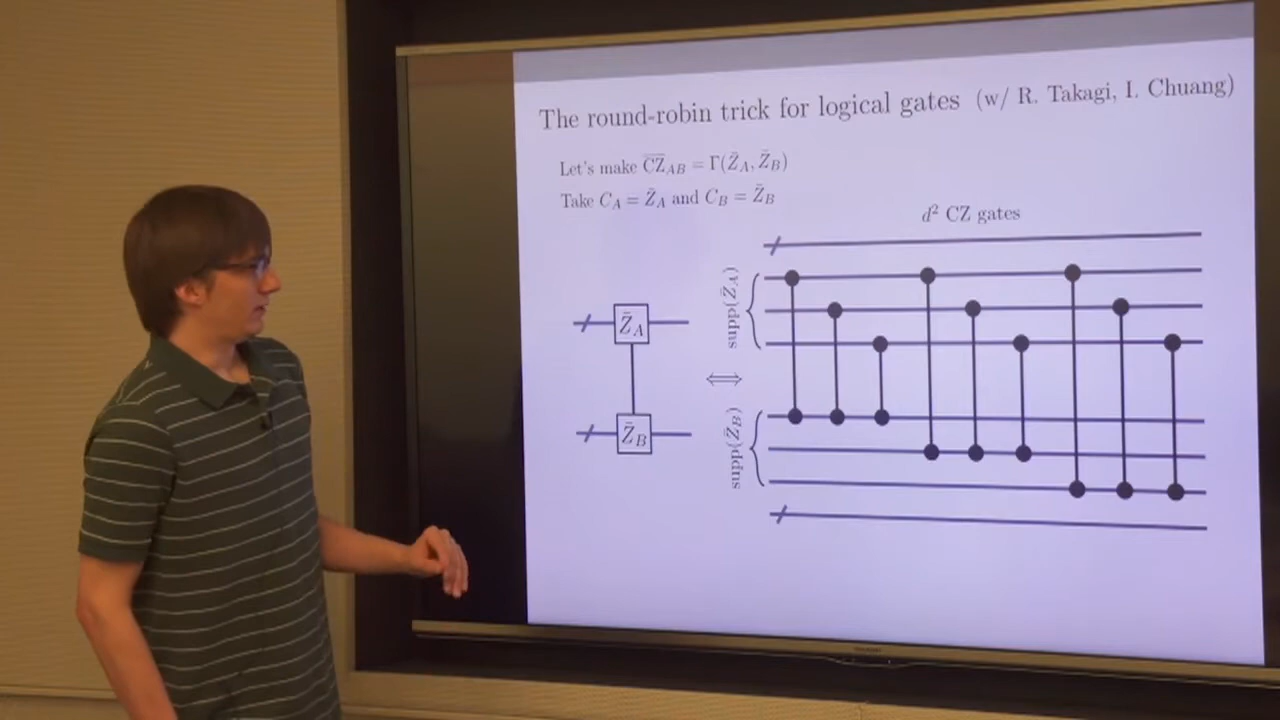 The round-robin trick for logical gates (w/ R. Takagi, I. Chuang)
Let's make C̅Z̅_AB = Γ(Z̄_A, Z̄_B)
Take C_A = Z̄_A and C_B = Z̄_B
d² CZ gates
supp(Z̄_A)
Z̄_A
⟺
Z̄_B
supp(Z̄_B)